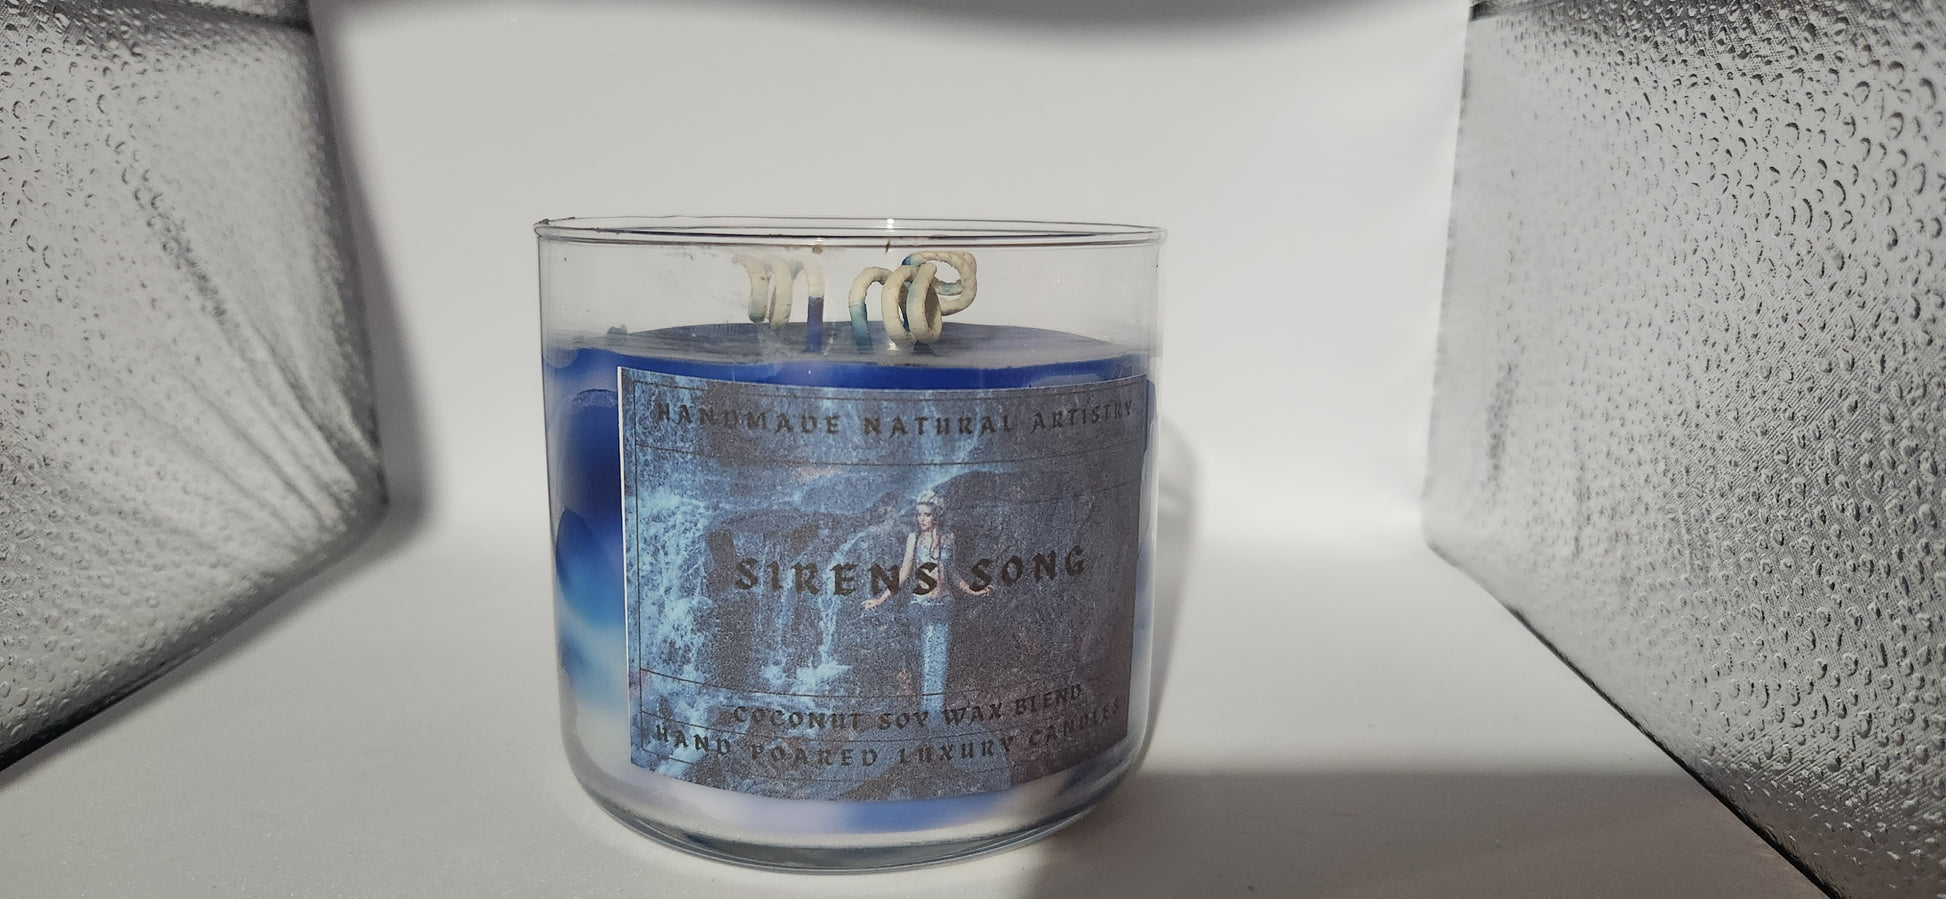 HANDMADE NATURAL ARTISTRY
SIRENS SONG
COCONUT SOY WAX BLEND
HAND POARED LUXURY CANDLES